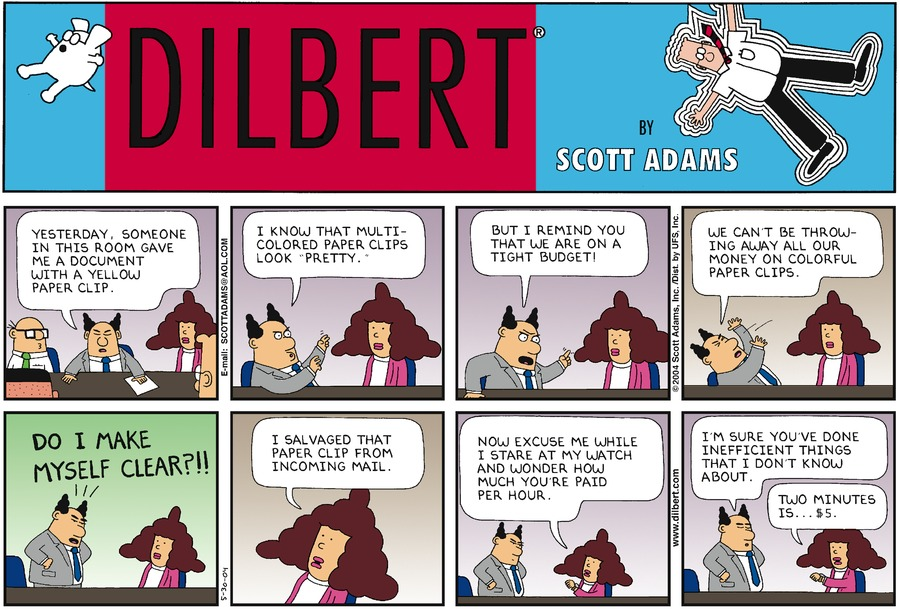 DILBERT®
BY
SCOTT ADAMS
YESTERDAY, SOMEONE
IN THIS ROOM GAVE
ME A DOCUMENT
WITH A YELLOW
PAPER CLIP.
E-mail: SCOTTADAMS@AOL.COM
I KNOW THAT MULTI-
COLORED PAPER CLIPS
LOOK "PRETTY."
BUT I REMIND YOU
THAT WE ARE ON A
TIGHT BUDGET!
© 2004 Scott Adams, Inc./Dist. by UFS, Inc.
WE CAN'T BE THROW-
ING AWAY ALL OUR
MONEY ON COLORFUL
PAPER CLIPS.
DO I MAKE
MYSELF CLEAR?!!
5-30-04
I SALVAGED THAT
PAPER CLIP FROM
INCOMING MAIL.
NOW EXCUSE ME WHILE
I STARE AT MY WATCH
AND WONDER HOW
MUCH YOU'RE PAID
PER HOUR.
www.dilbert.com
I'M SURE YOU'VE DONE
INEFFICIENT THINGS
THAT I DON'T KNOW
ABOUT.
TWO MINUTES
IS... $5.